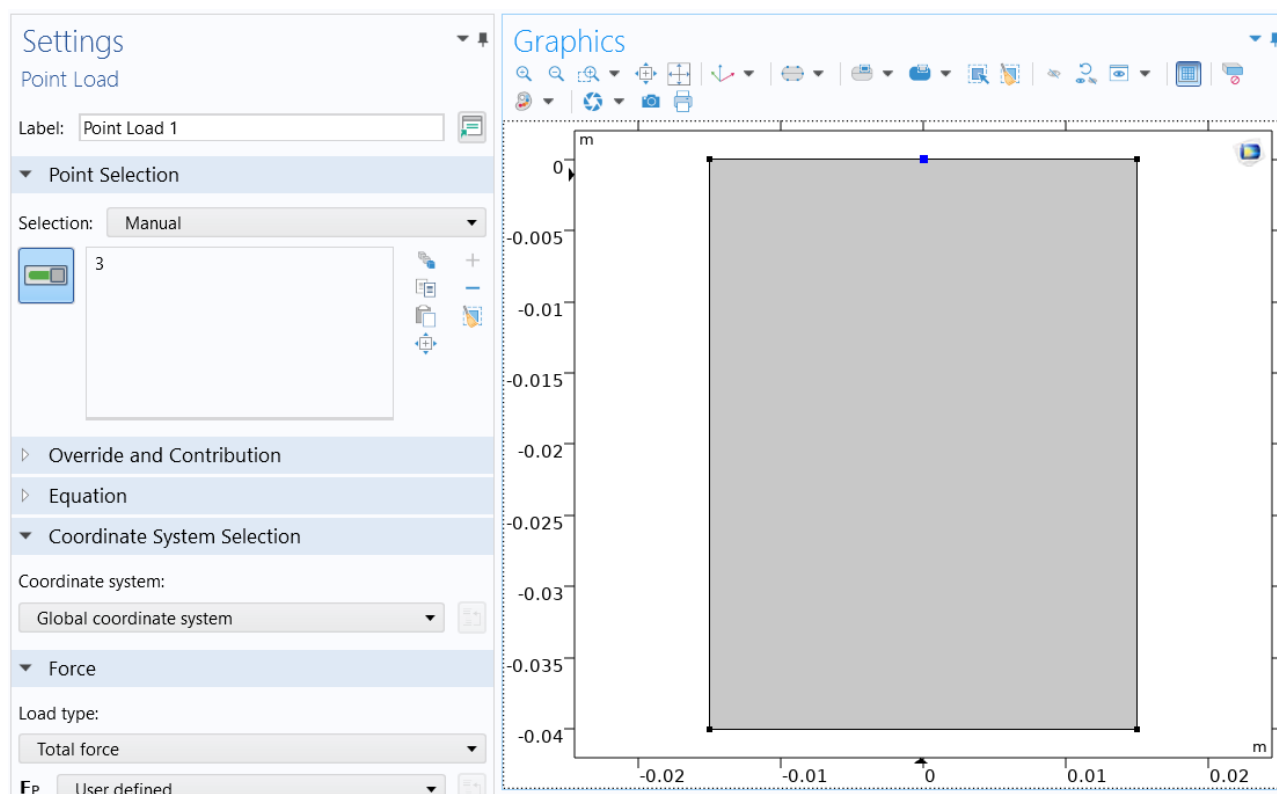 Settings
Point Load
Label: Point Load 1
Point Selection
Selection: Manual
3
Override and Contribution
Equation
Coordinate System Selection
Coordinate system:
Global coordinate system
Force
Load type:
Total force
FP User defined
Graphics
m
0
-0.005
-0.01
-0.015
-0.02
-0.025
-0.03
-0.035
-0.04
m
-0.02 -0.01 0 0.01 0.02